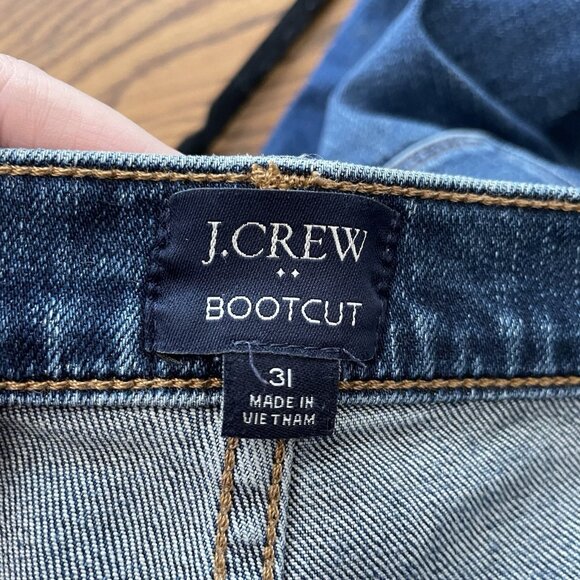 J.CREW
BOOTCUT
31
MADE IN
VIETNAM